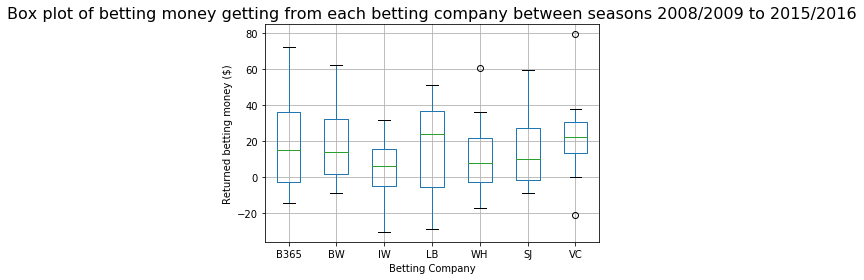 Box plot of betting money getting from each betting company between seasons 2008/2009 to 2015/2016
80
60
40
20
0
−20
Returned betting money ($)
B365 BW IW LB WH SJ VC
Betting Company